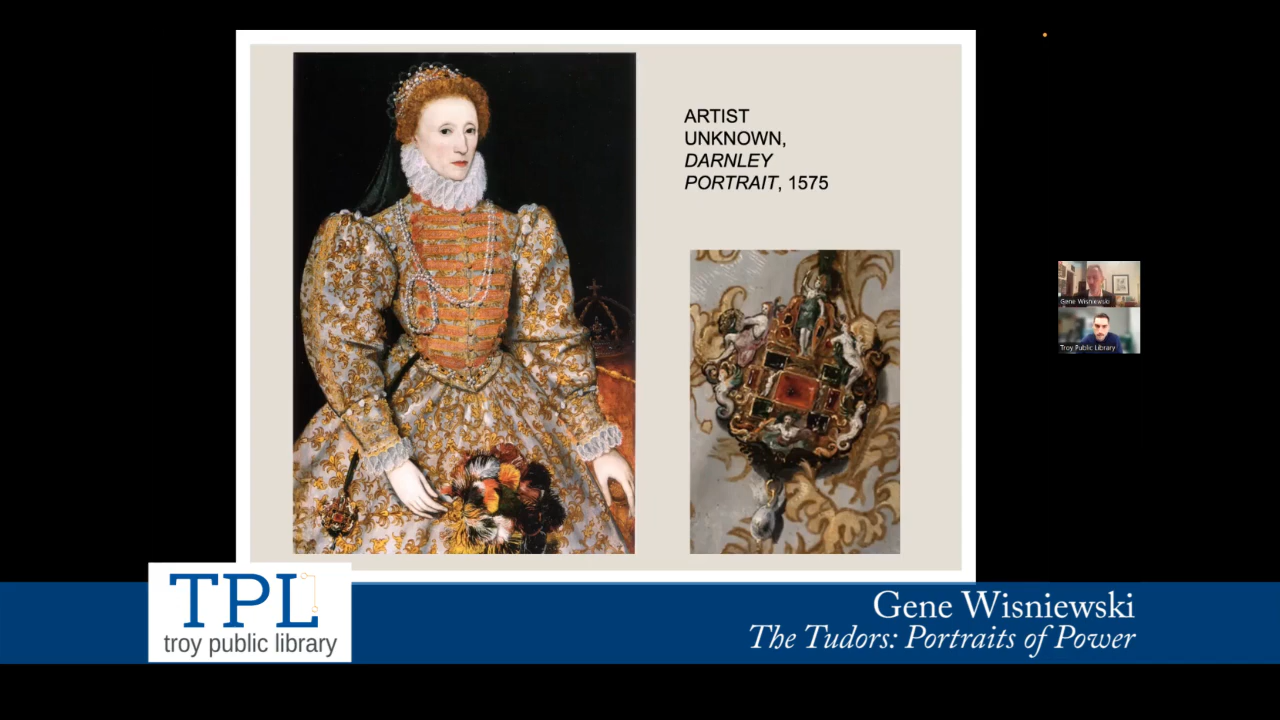 ARTIST
UNKNOWN,
DARNLEY
PORTRAIT, 1575
Gene Wisniewski
Troy Public Library
TPL
troy public library
Gene Wisniewski
The Tudors: Portraits of Power